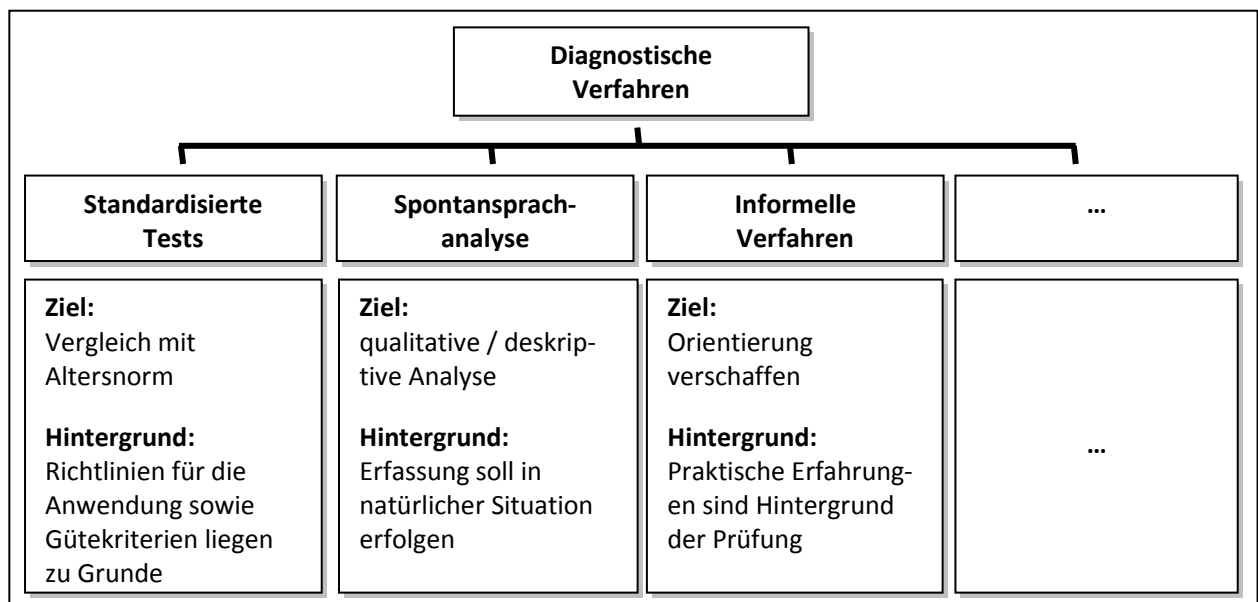 Diagnostische
Verfahren
Standardisierte
Tests
Spontansprach-
analyse
Informelle
Verfahren
…
Ziel:
Vergleich mit
Altersnorm
Hintergrund:
Richtlinien für die
Anwendung sowie
Gütekriterien liegen
zu Grunde
Ziel:
qualitative / deskrip-
tive Analyse
Hintergrund:
Erfassung soll in
natürlicher Situation
erfolgen
Ziel:
Orientierung
verschaffen
Hintergrund:
Praktische Erfahrung-
en sind Hintergrund
der Prüfung
…